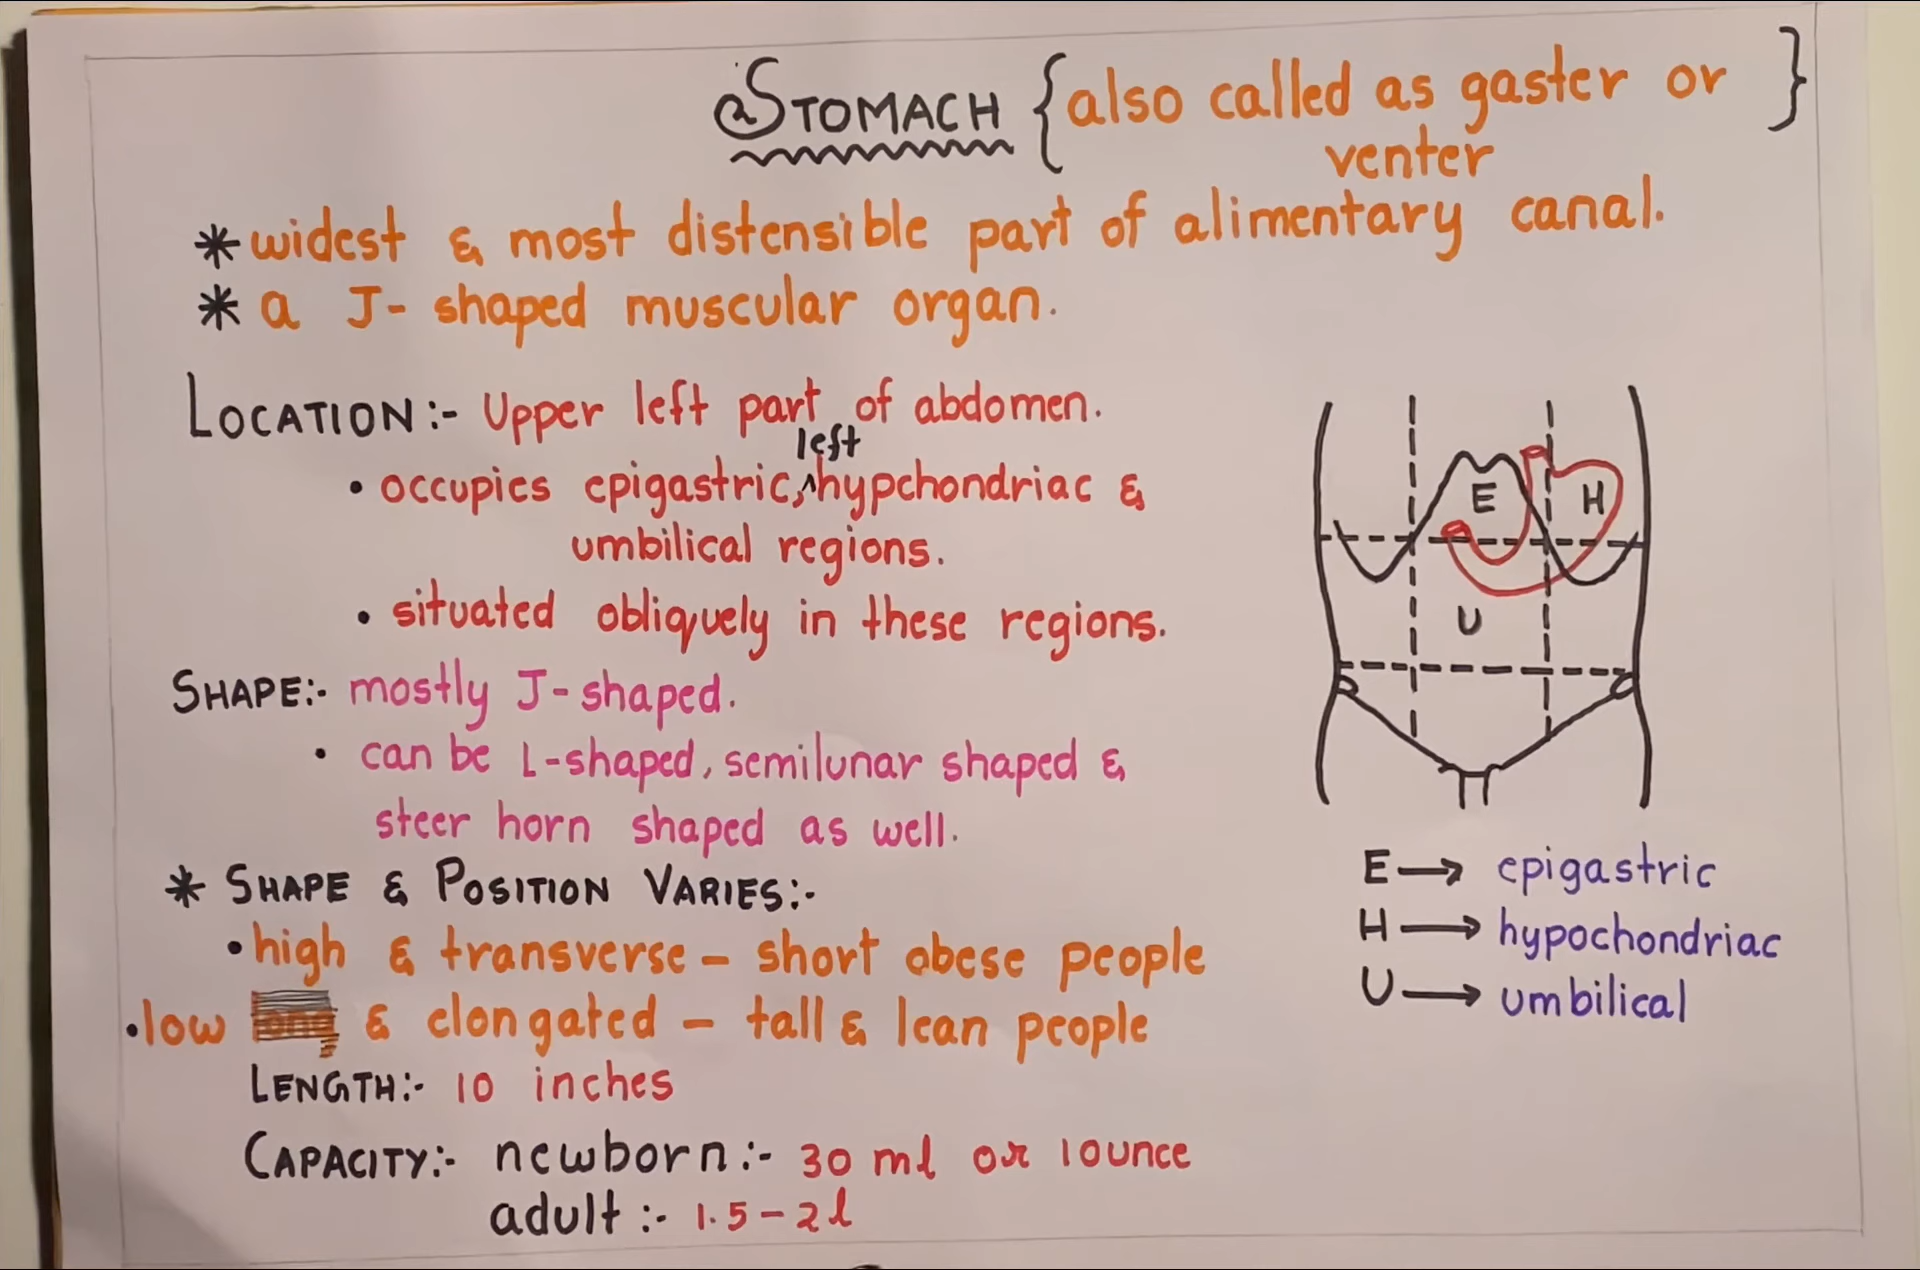 STOMACH {also called as gaster or }
venter
* widest & most distensible part of alimentary canal.
* a J- shaped muscular organ.
LOCATION:- Upper left part of abdomen.
left
• occupies epigastric, ^hypchondriac &
umbilical regions.
• situated obliquely in these regions.
SHAPE:- mostly J-shaped.
• can be L-shaped, semilunar shaped &
steer horn shaped as well.
* SHAPE & POSITION VARIES:-
• high & transverse – short obese people
• low & elongated – tall & lean people
LENGTH:- 10 inches
CAPACITY:- newborn:- 30 ml or 1 ounce
adult :- 1.5 – 2 l
E H
U
E → epigastric
H → hypochondriac
U → umbilical